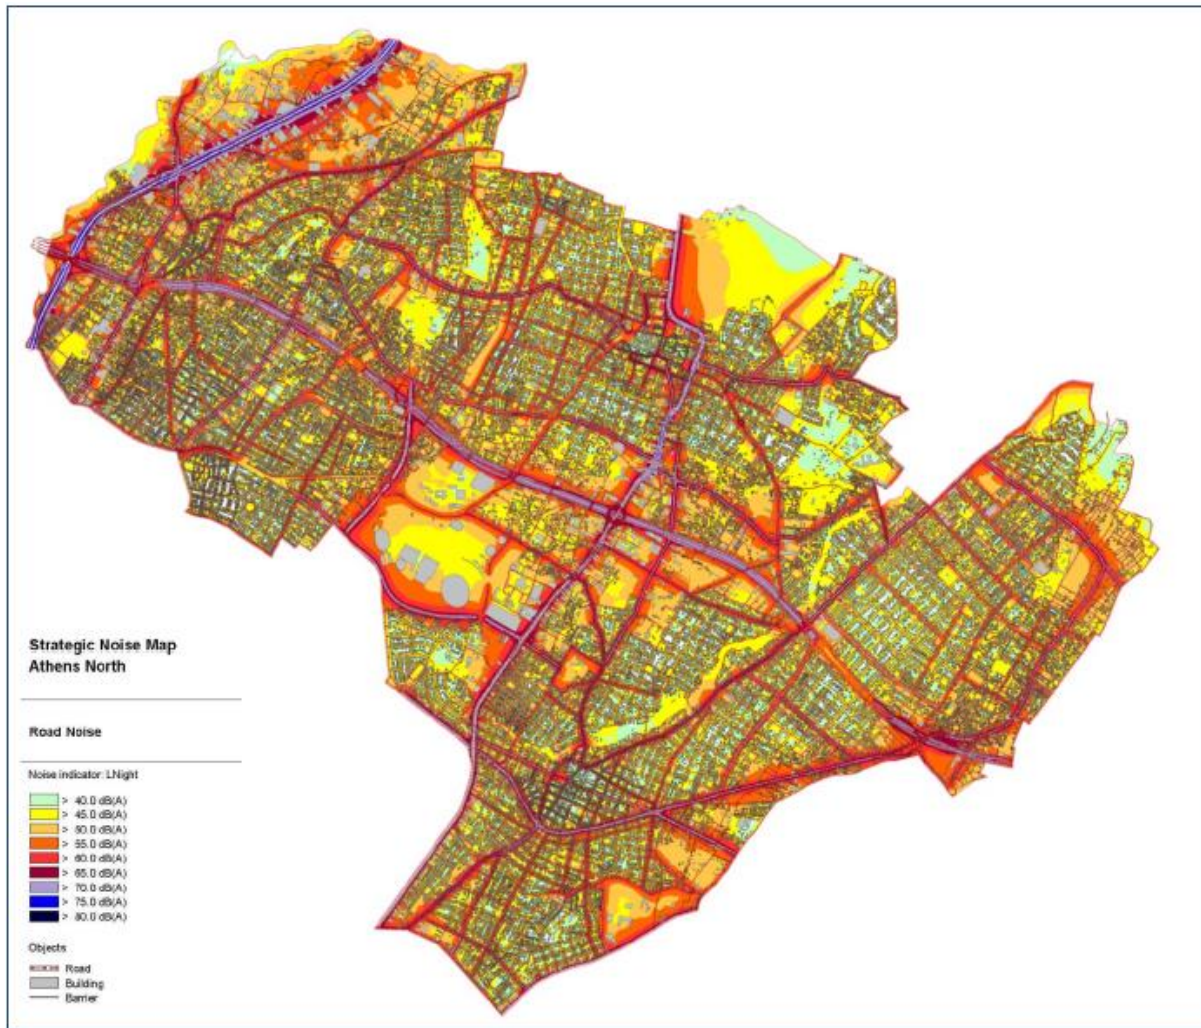 Strategic Noise Map
Athens North
Road Noise
Noise indicator: LNight
> 40.0 dB(A)
> 45.0 dB(A)
> 50.0 dB(A)
> 55.0 dB(A)
> 60.0 dB(A)
> 65.0 dB(A)
> 70.0 dB(A)
> 75.0 dB(A)
> 80.0 dB(A)
Objects
Road
Building
Barrier